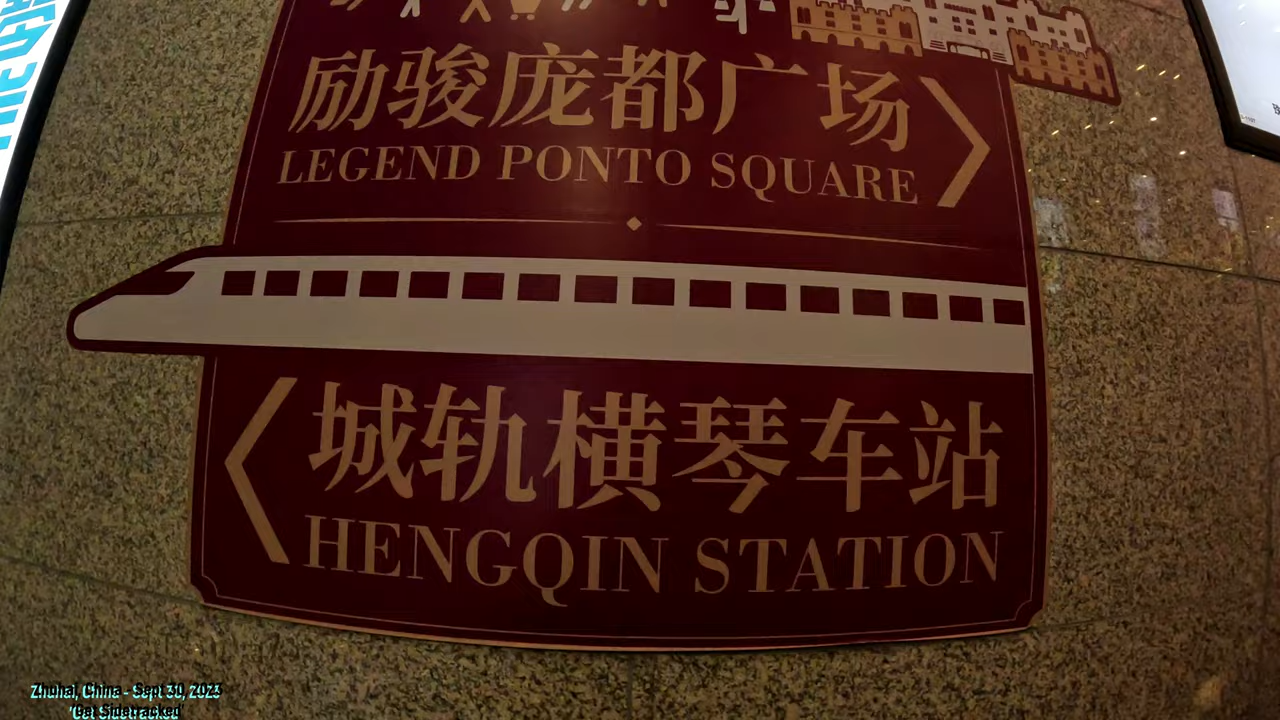 励骏庞都广场
LEGEND PONTO SQUARE
城轨横琴车站
HENGQIN STATION
Zhuhai, China - Sept 30, 2023
'Get Sidetracked'